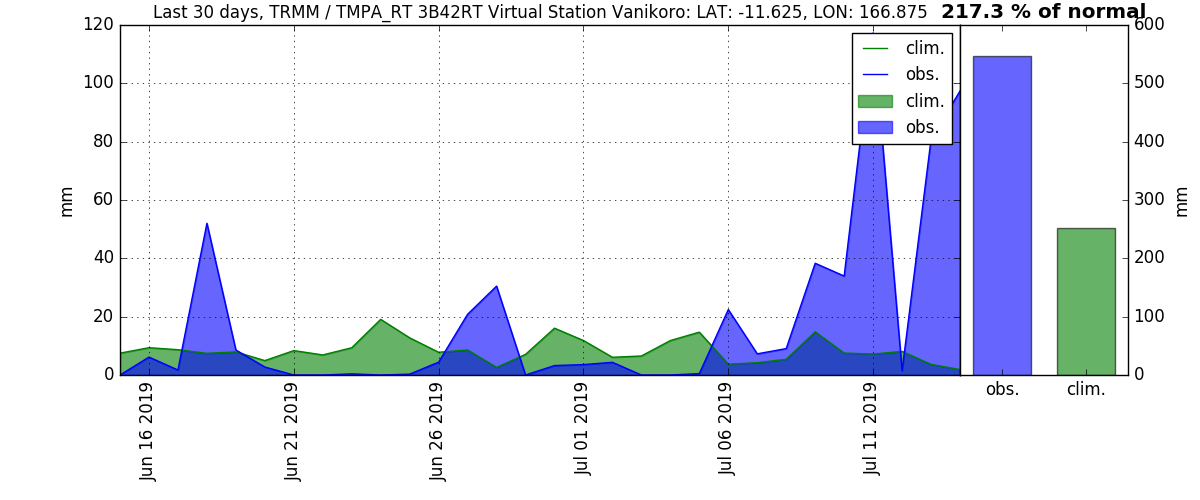 Last 30 days, TRMM / TMPA_RT 3B42RT Virtual Station Vanikoro: LAT: -11.625, LON: 166.875 217.3 % of normal
120
100
80
60
40
20
0
mm
clim.
obs.
clim.
obs.
600
500
400
300
200
100
0
mm
Jun 16 2019
Jun 21 2019
Jun 26 2019
Jul 01 2019
Jul 06 2019
Jul 11 2019
obs.
clim.